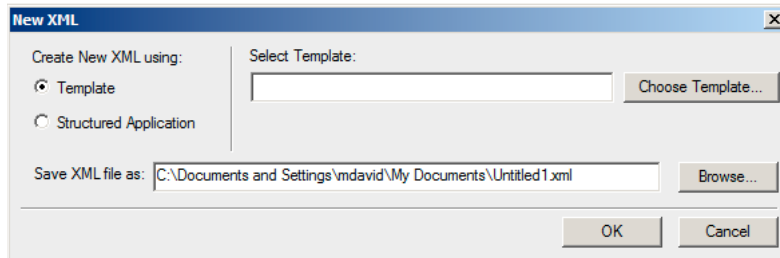 New XML
Create New XML using:
Template
Structured Application
Select Template:
Choose Template...
Save XML file as: C:\Documents and Settings\mdavid\My Documents\Untitled1.xml
Browse...
OK Cancel